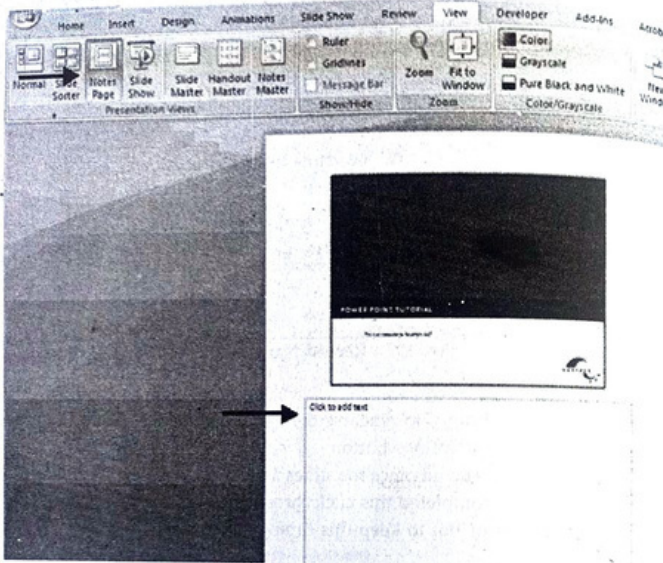 Home Insert Design Animations Slide Show Review View Developer Add-Ins
Normal Slide Sorter Notes Page Slide Show Slide Master Handout Master Notes Master
Presentation Views
Ruler
Gridlines
Message Bar
Show/Hide
Zoom Fit to Window
Zoom
Color
Grayscale
Pure Black and White
Color/Grayscale
POWER POINT TUTORIAL
Click to add text